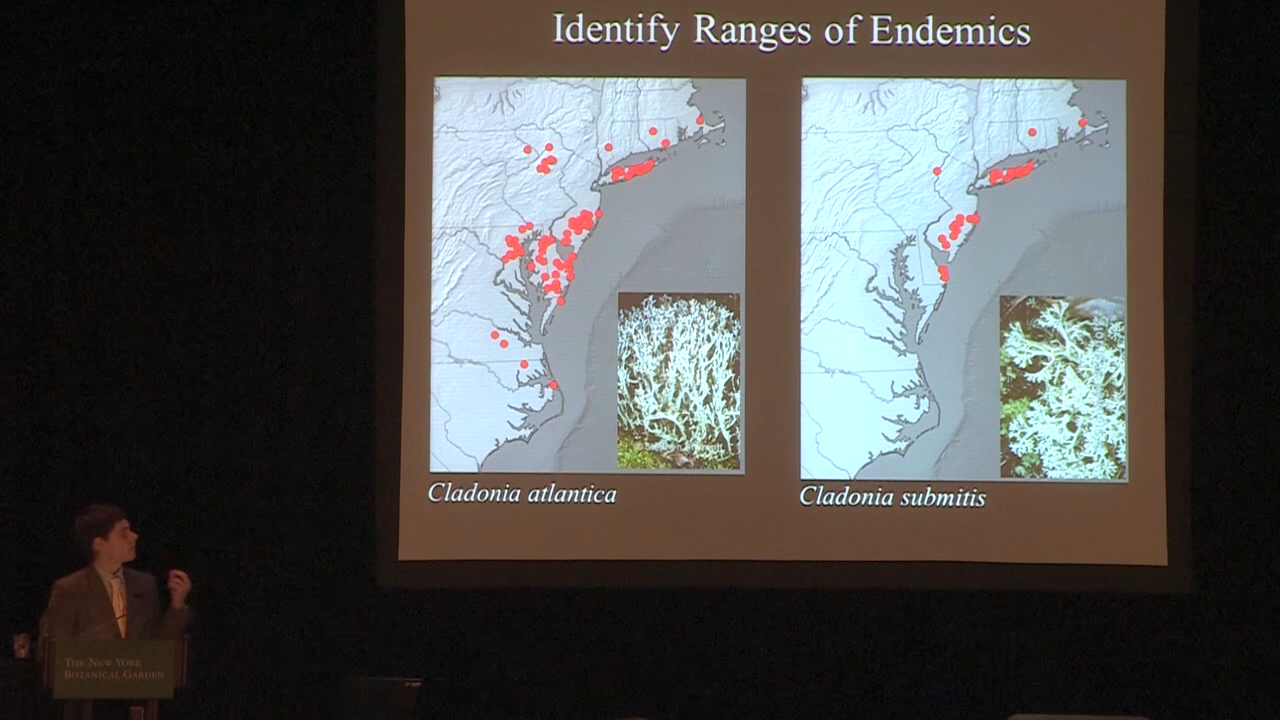 Identify Ranges of Endemics
Cladonia atlantica
Cladonia submitis
THE NEW YORK
BOTANICAL GARDEN